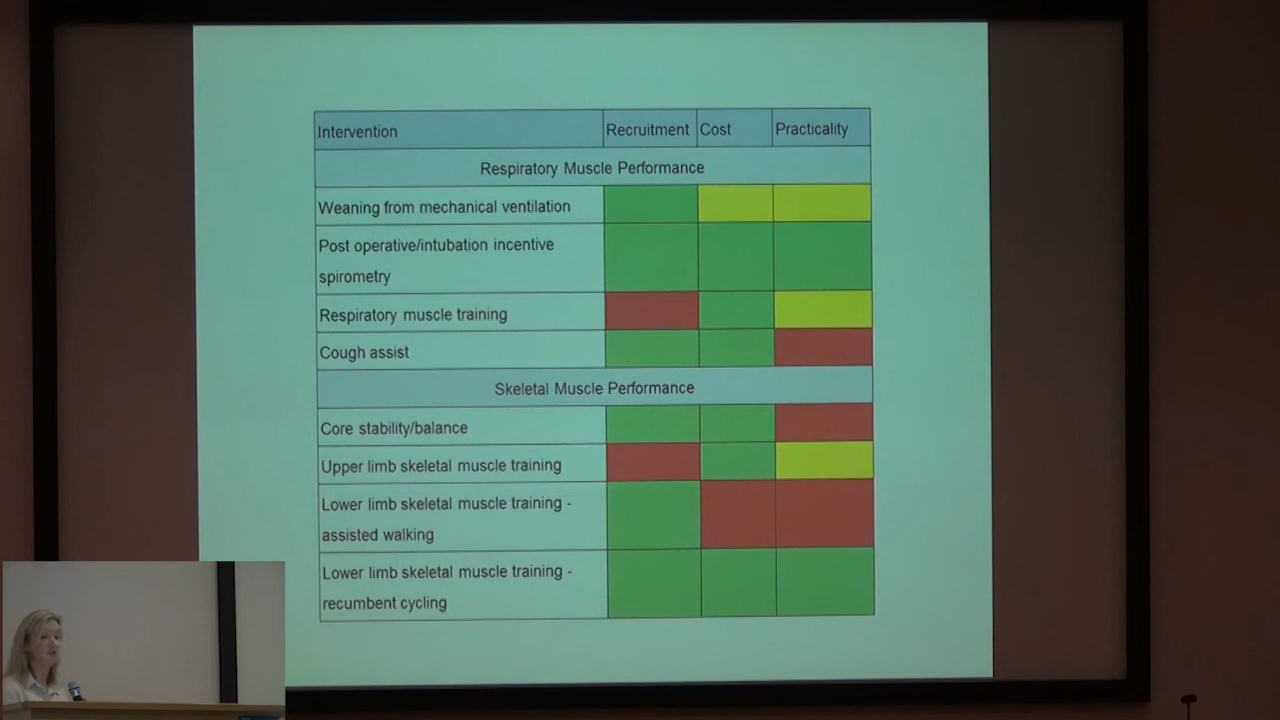 Intervention Recruitment Cost Practicality
Respiratory Muscle Performance
Weaning from mechanical ventilation
Post operative/intubation incentive
spirometry
Respiratory muscle training
Cough assist
Skeletal Muscle Performance
Core stability/balance
Upper limb skeletal muscle training
Lower limb skeletal muscle training -
assisted walking
Lower limb skeletal muscle training -
recumbent cycling